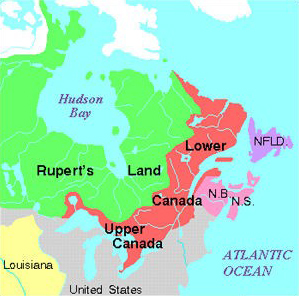 Hudson
Bay
Lower
NFLD.
Rupert's Land
Canada
N.B.
N.S.
Upper
Canada
ATLANTIC
OCEAN
Louisiana
United States